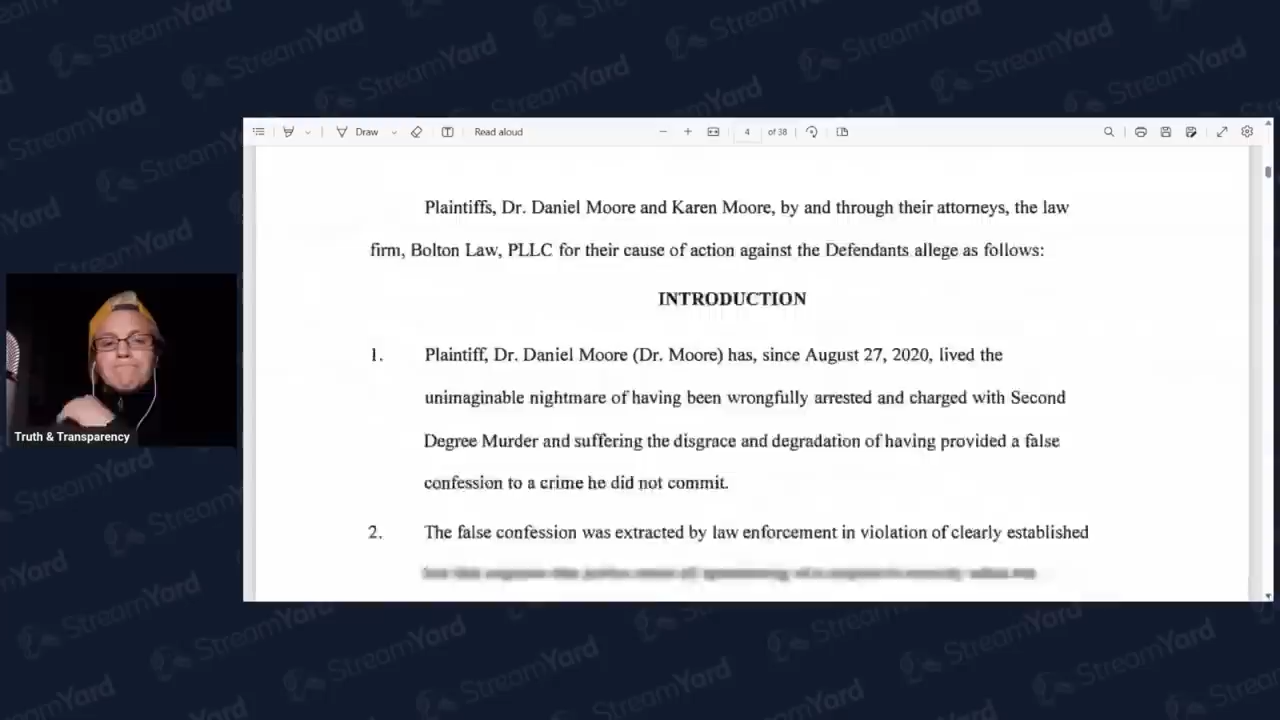 StreamYard
Draw
Read aloud
4 of 38
Plaintiffs, Dr. Daniel Moore and Karen Moore, by and through their attorneys, the law
firm, Bolton Law, PLLC for their cause of action against the Defendants allege as follows:
INTRODUCTION
1. Plaintiff, Dr. Daniel Moore (Dr. Moore) has, since August 27, 2020, lived the
unimaginable nightmare of having been wrongfully arrested and charged with Second
Degree Murder and suffering the disgrace and degradation of having provided a false
confession to a crime he did not commit.
2. The false confession was extracted by law enforcement in violation of clearly established
Truth & Transparency